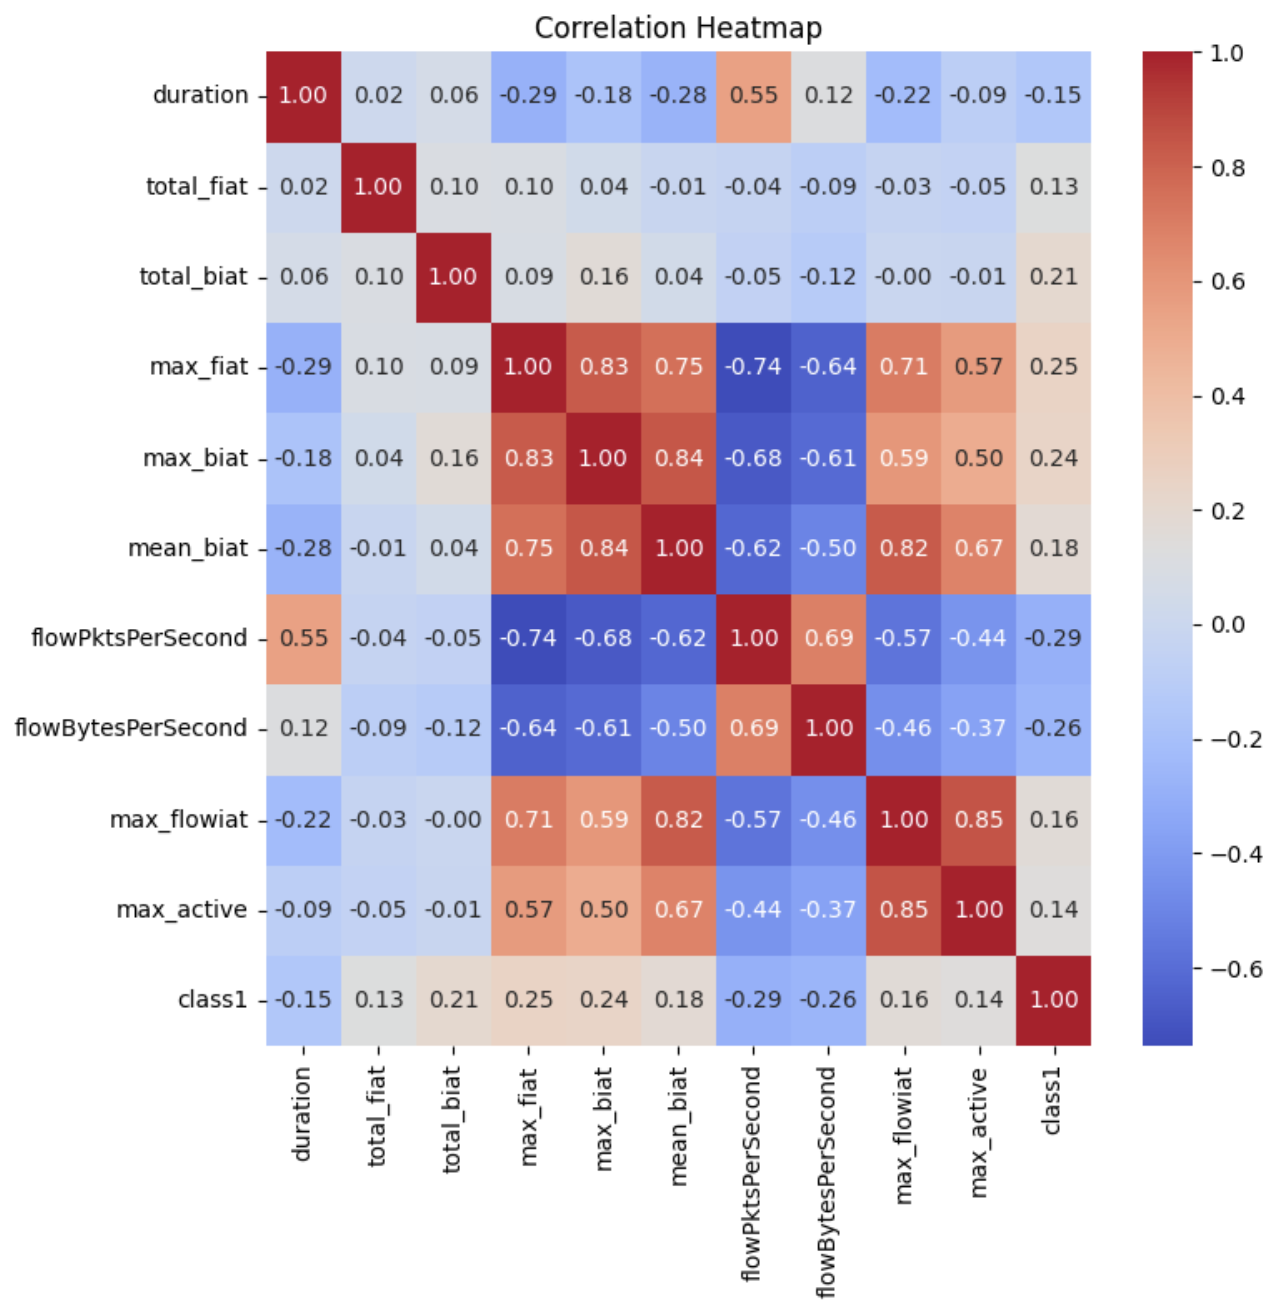 Correlation Heatmap
duration 1.00 0.02 0.06 -0.29 -0.18 -0.28 0.55 0.12 -0.22 -0.09 -0.15
total_fiat 0.02 1.00 0.10 0.10 0.04 -0.01 -0.04 -0.09 -0.03 -0.05 0.13
total_biat 0.06 0.10 1.00 0.09 0.16 0.04 -0.05 -0.12 -0.00 -0.01 0.21
max_fiat -0.29 0.10 0.09 1.00 0.83 0.75 -0.74 -0.64 0.71 0.57 0.25
max_biat -0.18 0.04 0.16 0.83 1.00 0.84 -0.68 -0.61 0.59 0.50 0.24
mean_biat -0.28 -0.01 0.04 0.75 0.84 1.00 -0.62 -0.50 0.82 0.67 0.18
flowPktsPerSecond 0.55 -0.04 -0.05 -0.74 -0.68 -0.62 1.00 0.69 -0.57 -0.44 -0.29
flowBytesPerSecond 0.12 -0.09 -0.12 -0.64 -0.61 -0.50 0.69 1.00 -0.46 -0.37 -0.26
max_flowiat -0.22 -0.03 -0.00 0.71 0.59 0.82 -0.57 -0.46 1.00 0.85 0.16
max_active -0.09 -0.05 -0.01 0.57 0.50 0.67 -0.44 -0.37 0.85 1.00 0.14
class1 -0.15 0.13 0.21 0.25 0.24 0.18 -0.29 -0.26 0.16 0.14 1.00
duration
total_fiat
total_biat
max_fiat
max_biat
mean_biat
flowPktsPerSecond
flowBytesPerSecond
max_flowiat
max_active
class1
1.0
0.8
0.6
0.4
0.2
0.0
−0.2
−0.4
−0.6